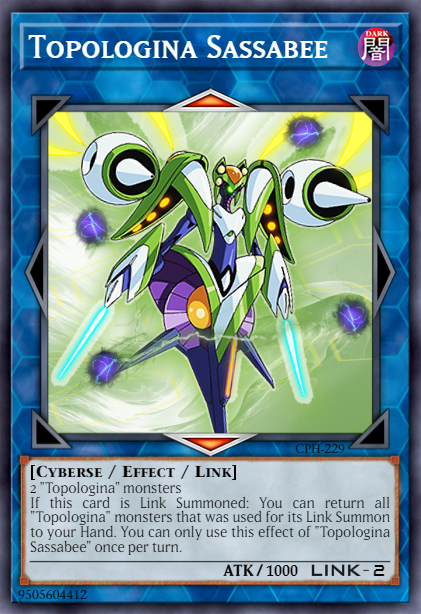 Topologina Sassabee
DARK
闇
CPH-229
[Cyberse / Effect / Link]
2 "Topologina" monsters
If this card is Link Summoned: You can return all
"Topologina" monsters that was used for its Link Summon
to your Hand. You can only use this effect of "Topologina
Sassabee" once per turn.
ATK / 1000 LINK-2
9505604412